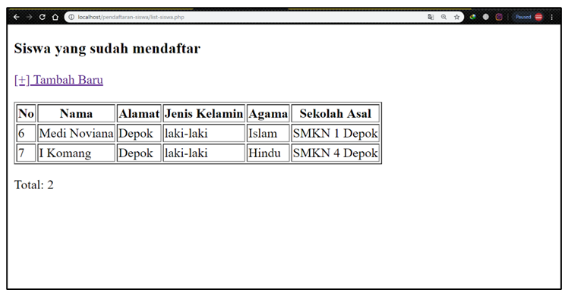 localhost/pendaftaran-siswa/list-siswa.php
Paused
Siswa yang sudah mendaftar
[+] Tambah Baru
No Nama Alamat Jenis Kelamin Agama Sekolah Asal
6 Medi Noviana Depok laki-laki Islam SMKN 1 Depok
7 I Komang Depok laki-laki Hindu SMKN 4 Depok
Total: 2